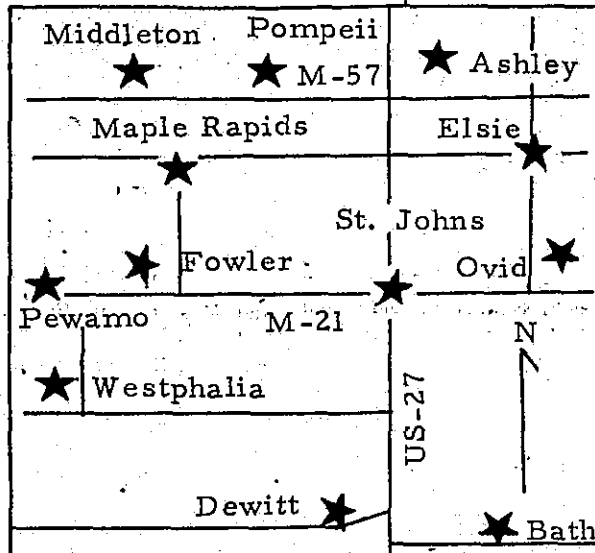 Middleton
Pompeii
M-57
Ashley
Maple Rapids
Elsie
St. Johns
Fowler
Ovid
Pewamo
M-21
N
Westphalia
US-27
Dewitt
Bath